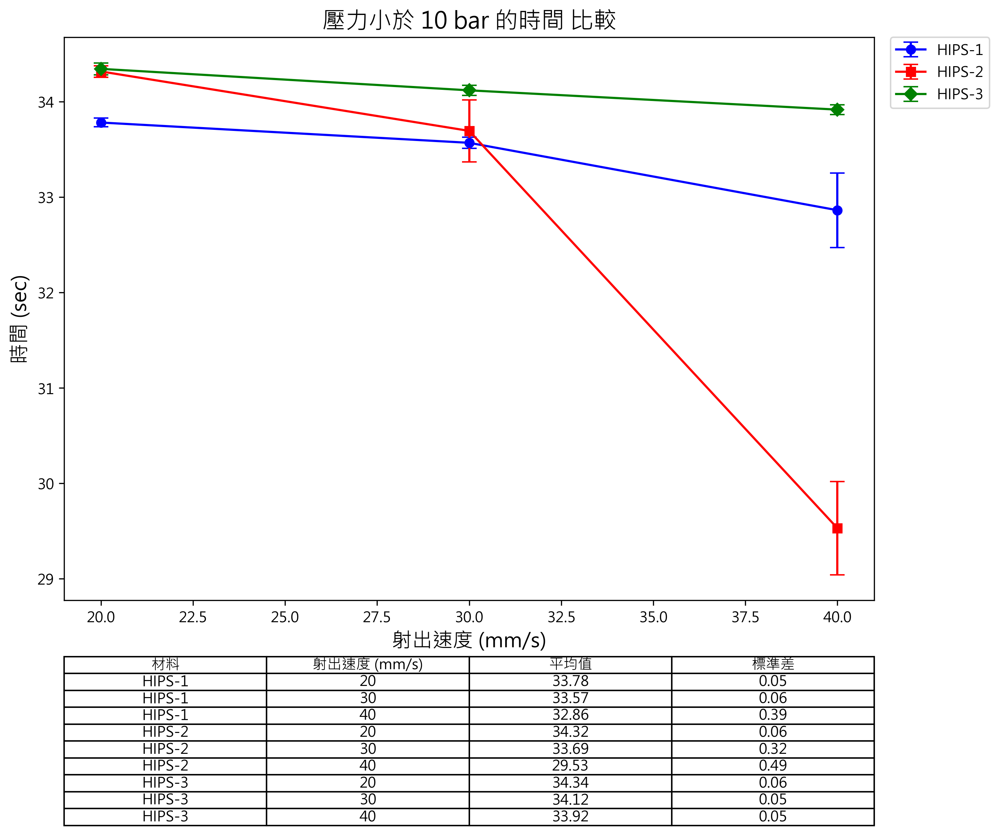 壓力小於 10 bar 的時間 比較
HIPS-1
HIPS-2
HIPS-3
時間 (sec)
34
33
32
31
30
29
20.0 22.5 25.0 27.5 30.0 32.5 35.0 37.5 40.0
射出速度 (mm/s)
材料 射出速度 (mm/s) 平均值 標準差
HIPS-1 20 33.78 0.05
HIPS-1 30 33.57 0.06
HIPS-1 40 32.86 0.39
HIPS-2 20 34.32 0.06
HIPS-2 30 33.69 0.32
HIPS-2 40 29.53 0.49
HIPS-3 20 34.34 0.06
HIPS-3 30 34.12 0.05
HIPS-3 40 33.92 0.05